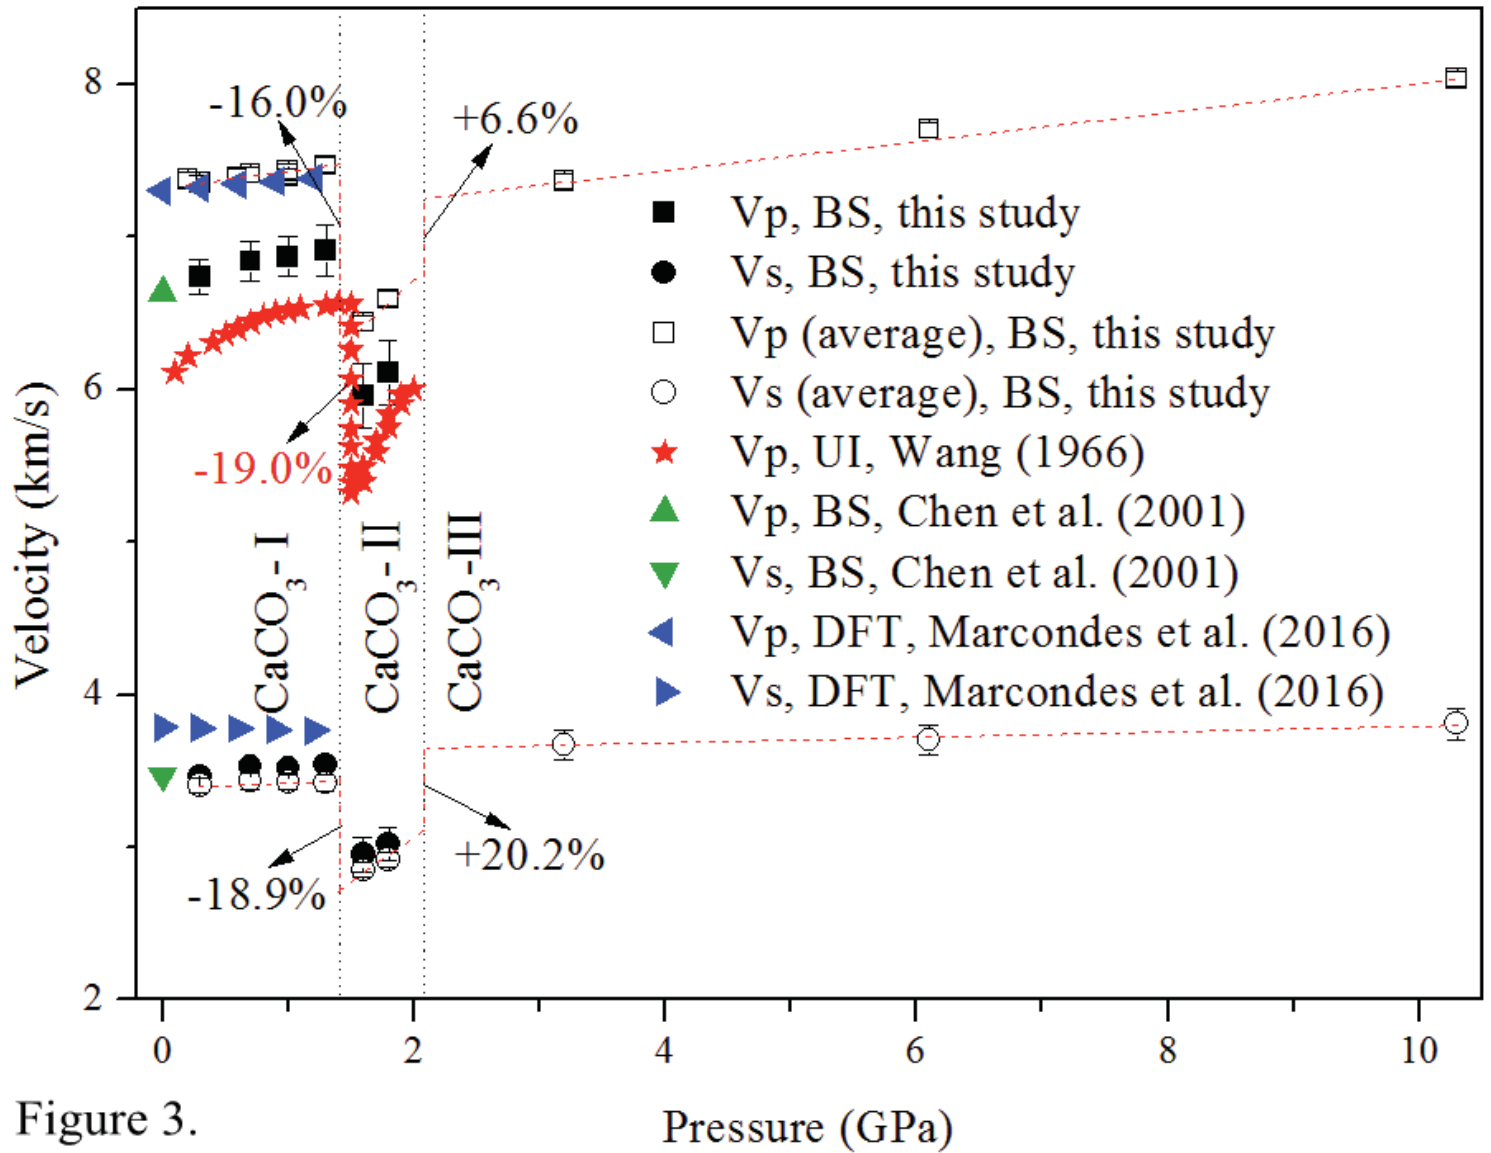 8
-16.0%
+6.6%
Vp, BS, this study
Vs, BS, this study
Vp (average), BS, this study
Vs (average), BS, this study
Vp, UI, Wang (1966)
Vp, BS, Chen et al. (2001)
Vs, BS, Chen et al. (2001)
Vp, DFT, Marcondes et al. (2016)
Vs, DFT, Marcondes et al. (2016)
6
-19.0%
Velocity (km/s)
CaCO3-I
CaCO3-II
CaCO3-III
4
-18.9%
+20.2%
2
0 2 4 6 8 10
Pressure (GPa)
Figure 3.